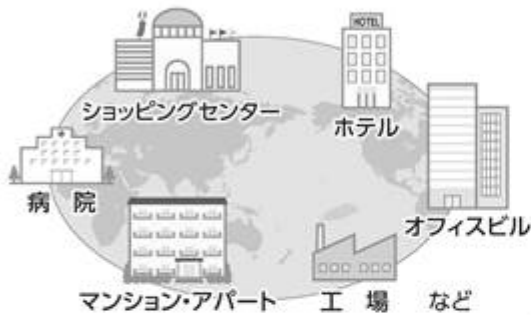 HOTEL
ショッピングセンター
ホテル
病院
オフィスビル
マンション・アパート
工場 など